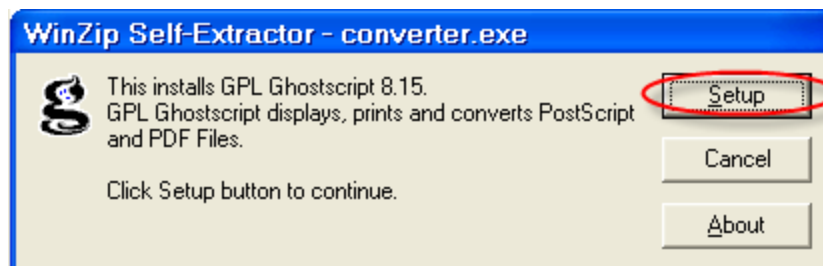 WinZip Self-Extractor - converter.exe
This installs GPL Ghostscript 8.15.
GPL Ghostscript displays, prints and converts PostScript
and PDF Files.
Click Setup button to continue.
Setup
Cancel
About